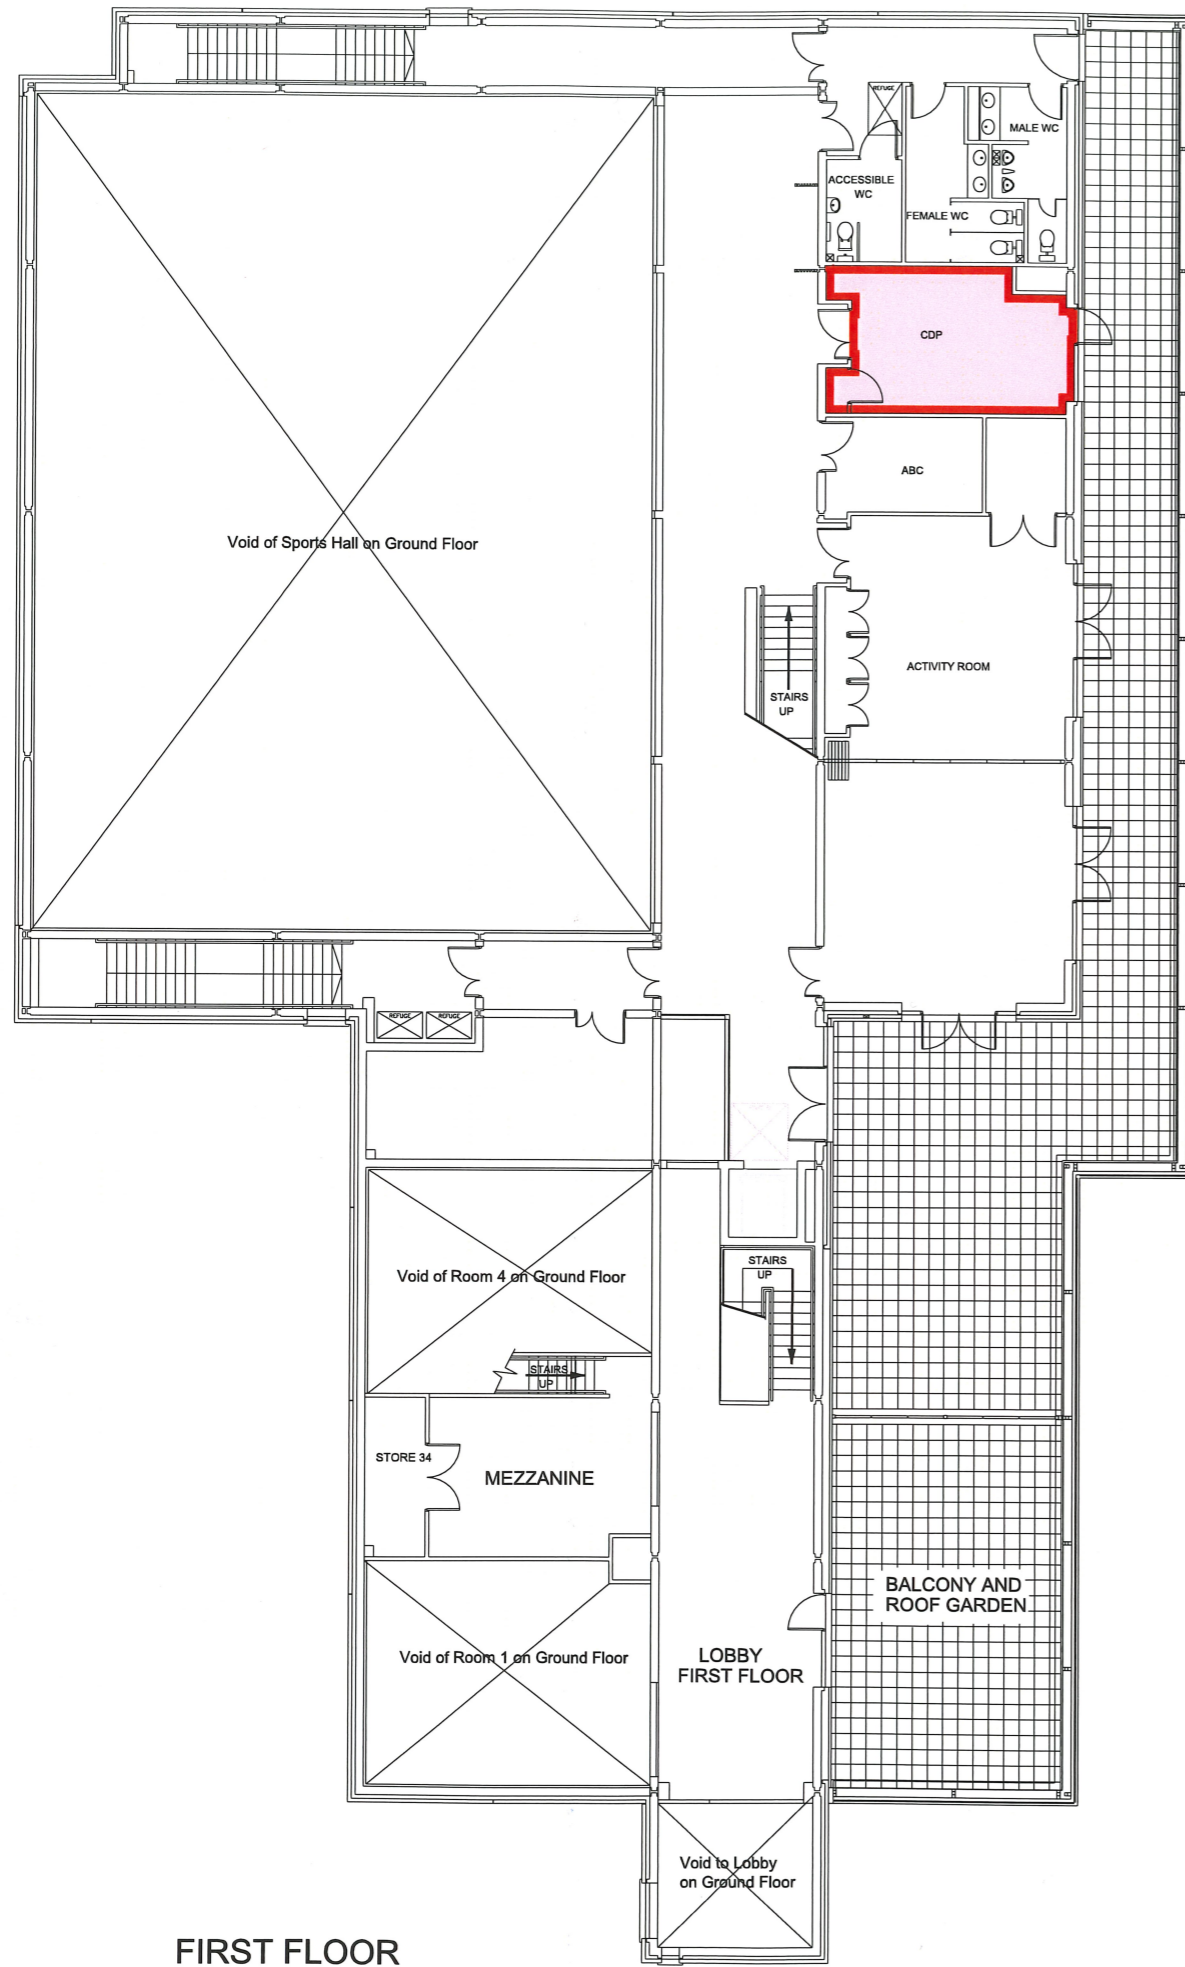 REFUGE
MALE WC
ACCESSIBLE
WC
FEMALE WC
CDP
ABC
Void of Sports Hall on Ground Floor
ACTIVITY ROOM
STAIRS
UP
REFUGE
REFUGE
STAIRS
UP
Void of Room 4 on Ground Floor
STAIRS
UP
STORE 34
MEZZANINE
BALCONY AND
ROOF GARDEN
Void of Room 1 on Ground Floor
LOBBY
FIRST FLOOR
Void to Lobby
on Ground Floor
FIRST FLOOR